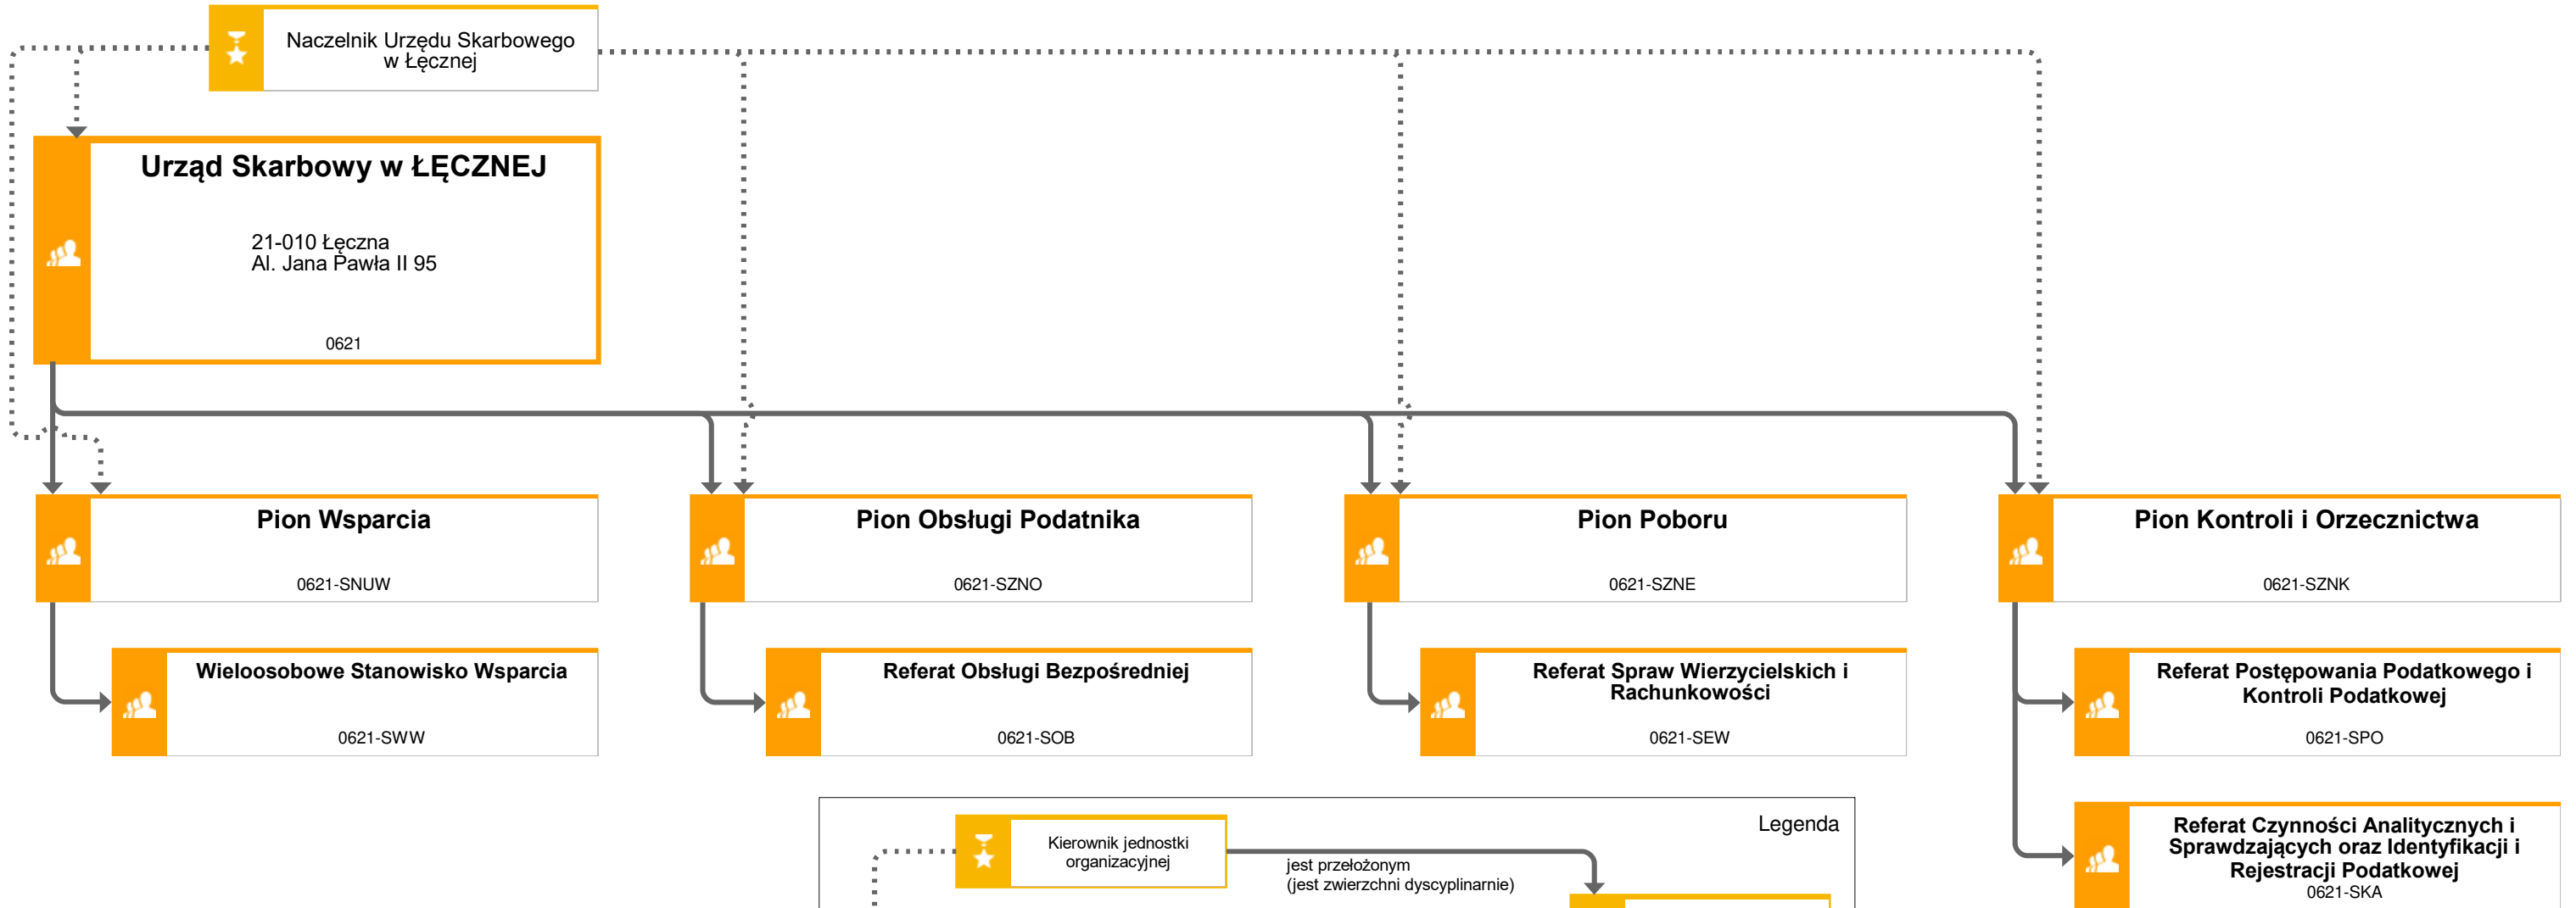 Naczelnik Urzędu Skarbowego
w Łęcznej
Urząd Skarbowy w ŁĘCZNEJ
21-010 Łęczna
Al. Jana Pawła II 95
0621
Pion Wsparcia
0621-SNUW
Pion Obsługi Podatnika
0621-SZNO
Pion Poboru
0621-SZNE
Pion Kontroli i Orzecznictwa
0621-SZNK
Wieloosobowe Stanowisko Wsparcia
0621-SWW
Referat Obsługi Bezpośredniej
0621-SOB
Referat Spraw Wierzycielskich i
Rachunkowości
0621-SEW
Referat Postępowania Podatkowego i
Kontroli Podatkowej
0621-SPO
Referat Czynności Analitycznych i
Sprawdzających oraz Identyfikacji i
Rejestracji Podatkowej
0621-SKA
Legenda
Kierownik jednostki
organizacyjnej
jest przełożonym
(jest zwierzchni dyscyplinarnie)